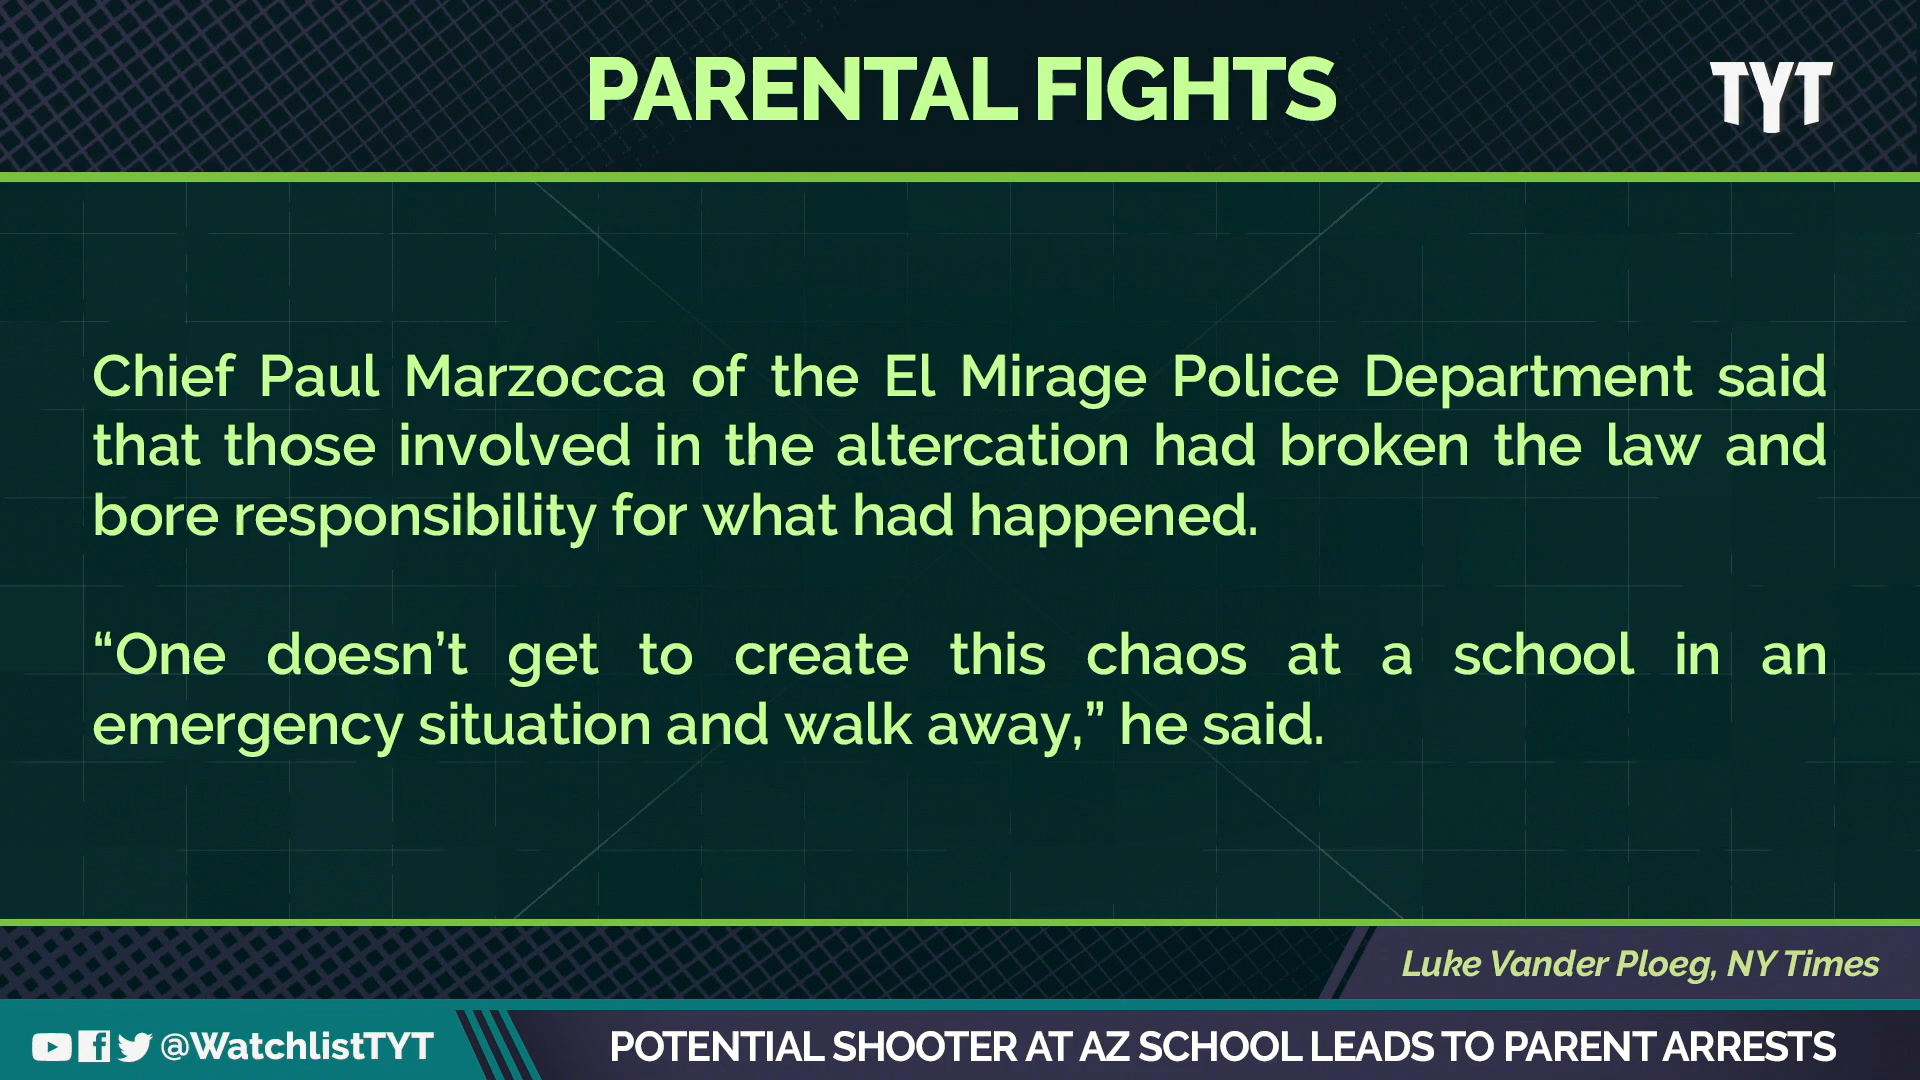 PARENTAL FIGHTS
TYT
Chief Paul Marzocca of the El Mirage Police Department said
that those involved in the altercation had broken the law and
bore responsibility for what had happened.
“One doesn’t get to create this chaos at a school in an
emergency situation and walk away,” he said.
Luke Vander Ploeg, NY Times
@WatchlistTYT
POTENTIAL SHOOTER AT AZ SCHOOL LEADS TO PARENT ARRESTS